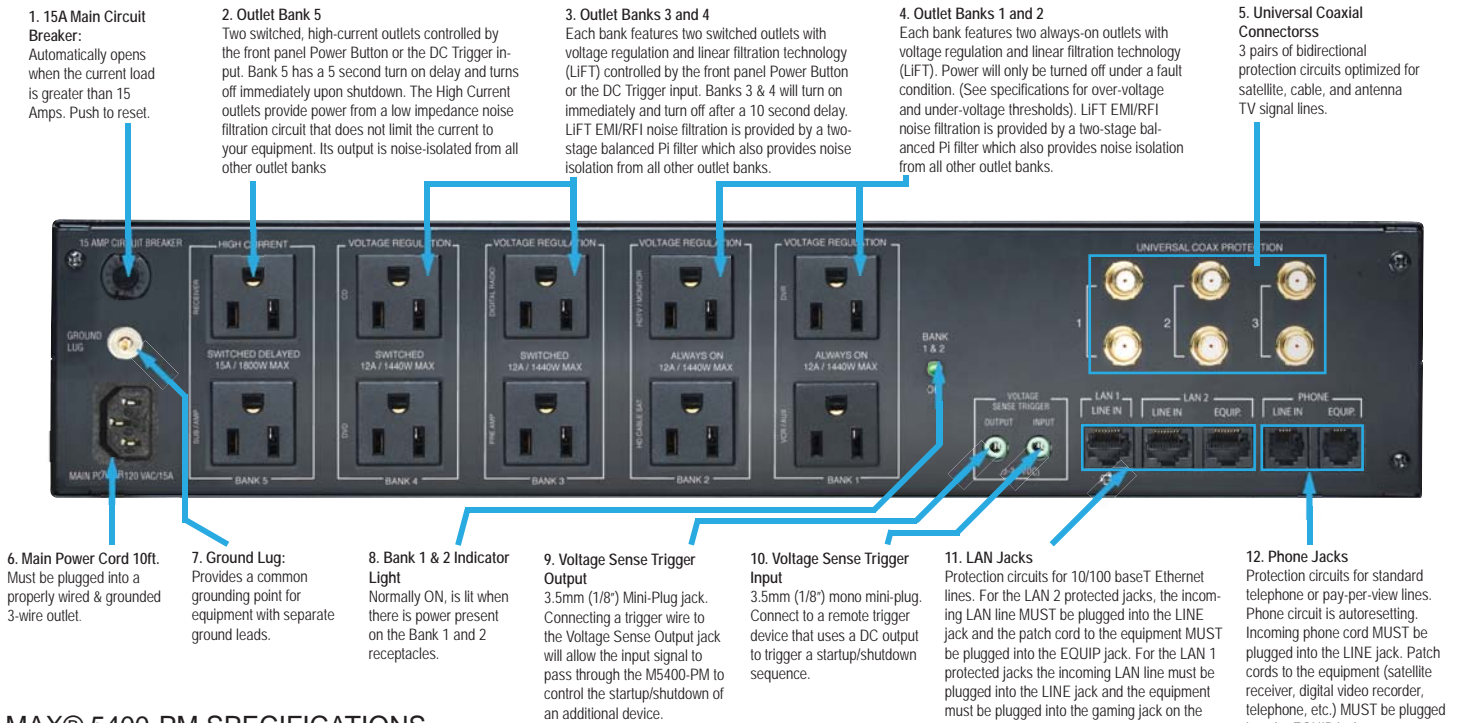 1. 15A Main Circuit
Breaker:
Automatically opens
when the current load
is greater than 15
Amps. Push to reset.
2. Outlet Bank 5
Two switched, high-current outlets controlled by
the front panel Power Button or the DC Trigger in-
put. Bank 5 has a 5 second turn on delay and turns
off immediately upon shutdown. The High Current
outlets provide power from a low impedance noise
filtration circuit that does not limit the current to
your equipment. Its output is noise-isolated from all
other outlet banks
3. Outlet Banks 3 and 4
Each bank features two switched outlets with
voltage regulation and linear filtration technology
(LiFT) controlled by the front panel Power Button
or the DC Trigger input. Banks 3 & 4 will turn on
immediately and turn off after a 10 second delay.
LiFT EMI/RFI noise filtration is provided by a two-
stage balanced Pi filter which also provides noise
isolation from all other outlet banks.
4. Outlet Banks 1 and 2
Each bank features two always-on outlets with
voltage regulation and linear filtration technology
(LiFT). Power will only be turned off under a fault
condition. (See specifications for over-voltage
and under-voltage thresholds). LiFT EMI/RFI
noise filtration is provided by a two-stage bal-
anced Pi filter which also provides noise isolation
from all other outlet banks.
5. Universal Coaxial
Connectorss
3 pairs of bidirectional
protection circuits optimized for
satellite, cable, and antenna
TV signal lines.
15 AMP CIRCUIT BREAKER
HIGH CURRENT
VOLTAGE REGULATION
VOLTAGE REGULATION
VOLTAGE REGULATION
VOLTAGE REGULATION
UNIVERSAL COAX PROTECTION
RECEIVER
CD
DIGITAL RADIO
HDTV / MONITOR
DVR
1
2
3
GROUND
LUG
SWITCHED DELAYED
15A / 1800W MAX
SWITCHED
12A / 1440W MAX
SWITCHED
12A / 1440W MAX
ALWAYS ON
12A / 1440W MAX
ALWAYS ON
12A / 1440W MAX
BANK
1 & 2
SUB / AMP
DVD
PRE AMP
HD CABLE SAT
VCR / AUX
VOLTAGE
SENSE TRIGGER
OUTPUT
INPUT
LAN 1
LINE IN
LAN 2
LINE IN
EQUIP.
PHONE
LINE IN
EQUIP.
MAIN POWER 120 VAC/15A
BANK 5
BANK 4
BANK 3
BANK 2
BANK 1
6. Main Power Cord 10ft.
Must be plugged into a
properly wired & grounded
3-wire outlet.
7. Ground Lug:
Provides a common
grounding point for
equipment with separate
ground leads.
8. Bank 1 & 2 Indicator
Light
Normally ON, is lit when
there is power present
on the Bank 1 and 2
receptacles.
9. Voltage Sense Trigger
Output
3.5mm (1/8") Mini-Plug jack.
Connecting a trigger wire to
the Voltage Sense Output jack
will allow the input signal to
pass through the M5400-PM to
control the startup/shutdown of
an additional device.
10. Voltage Sense Trigger
Input
3.5mm (1/8") mono mini-plug.
Connect to a remote trigger
device that uses a DC output
to trigger a startup/shutdown
sequence.
11. LAN Jacks
Protection circuits for 10/100 baseT Ethernet
lines. For the LAN 2 protected jacks, the incom-
ing LAN line MUST be plugged into the LINE
jack and the patch cord to the equipment MUST
be plugged into the EQUIP jack. For the LAN 1
protected jacks the incoming LAN line must be
plugged into the LINE jack and the equipment
must be plugged into the gaming jack on the
12. Phone Jacks
Protection circuits for standard
telephone or pay-per-view lines.
Phone circuit is autoresetting.
Incoming phone cord MUST be
plugged into the LINE jack. Patch
cords to the equipment (satellite
receiver, digital video recorder,
telephone, etc.) MUST be plugged
MAX® 5400-PM SPECIFICATIONS